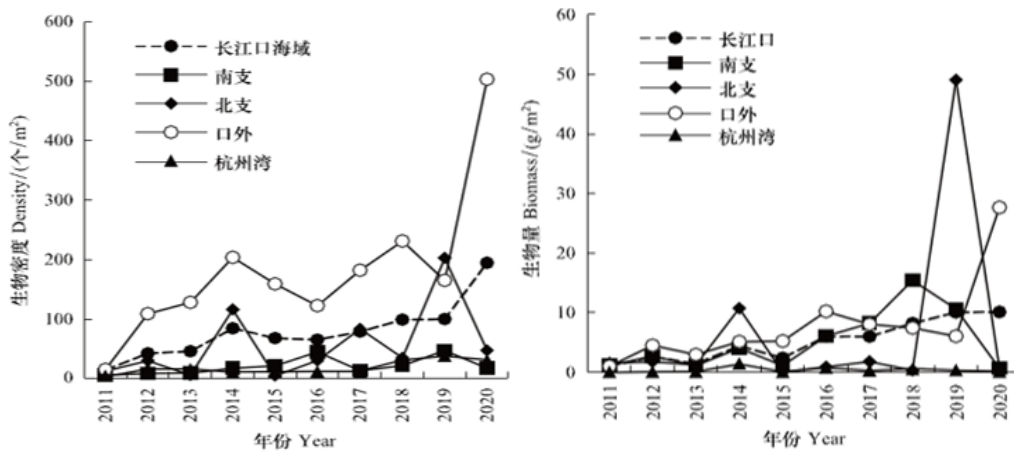 600
500
400
300
200
100
0
生物密度 Density/(个/m²)
长江口海域
南支
北支
口外
杭州湾
2011
2012
2013
2014
2015
2016
2017
2018
2019
2020
年份 Year
60
50
40
30
20
10
0
生物量 Biomass/(g/m²)
长江口
南支
北支
口外
杭州湾
2011
2012
2013
2014
2015
2016
2017
2018
2019
2020
年份 Year